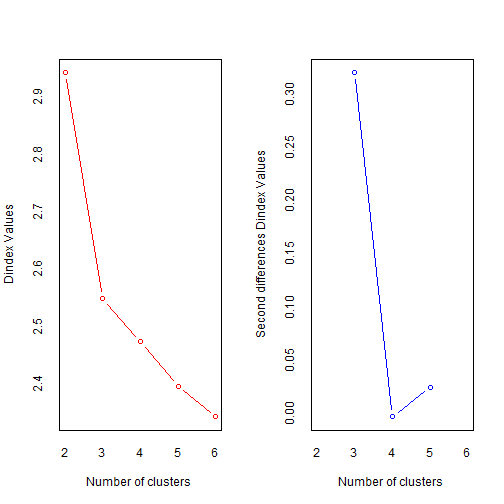 Dindex Values
2.9
2.8
2.7
2.6
2.5
2.4
2 3 4 5 6
Number of clusters
Second differences Dindex Values
0.30
0.25
0.20
0.15
0.10
0.05
0.00
2 3 4 5 6
Number of clusters